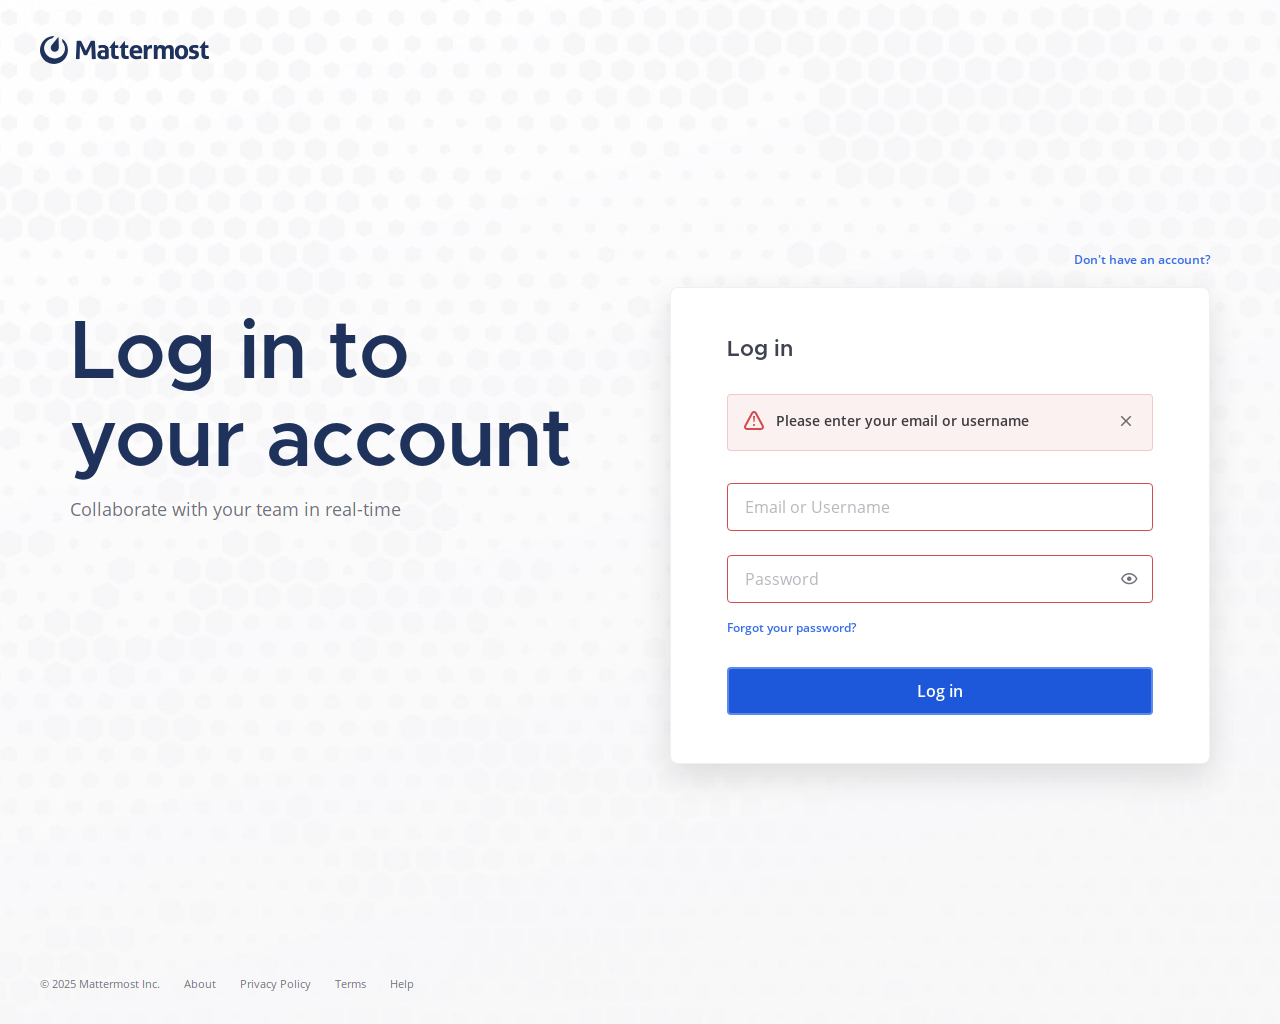 Mattermost
Don't have an account?
Log in to
your account
Collaborate with your team in real-time
Log in
Please enter your email or username
Email or Username
Password
Forgot your password?
Log in
© 2025 Mattermost Inc. About Privacy Policy Terms Help